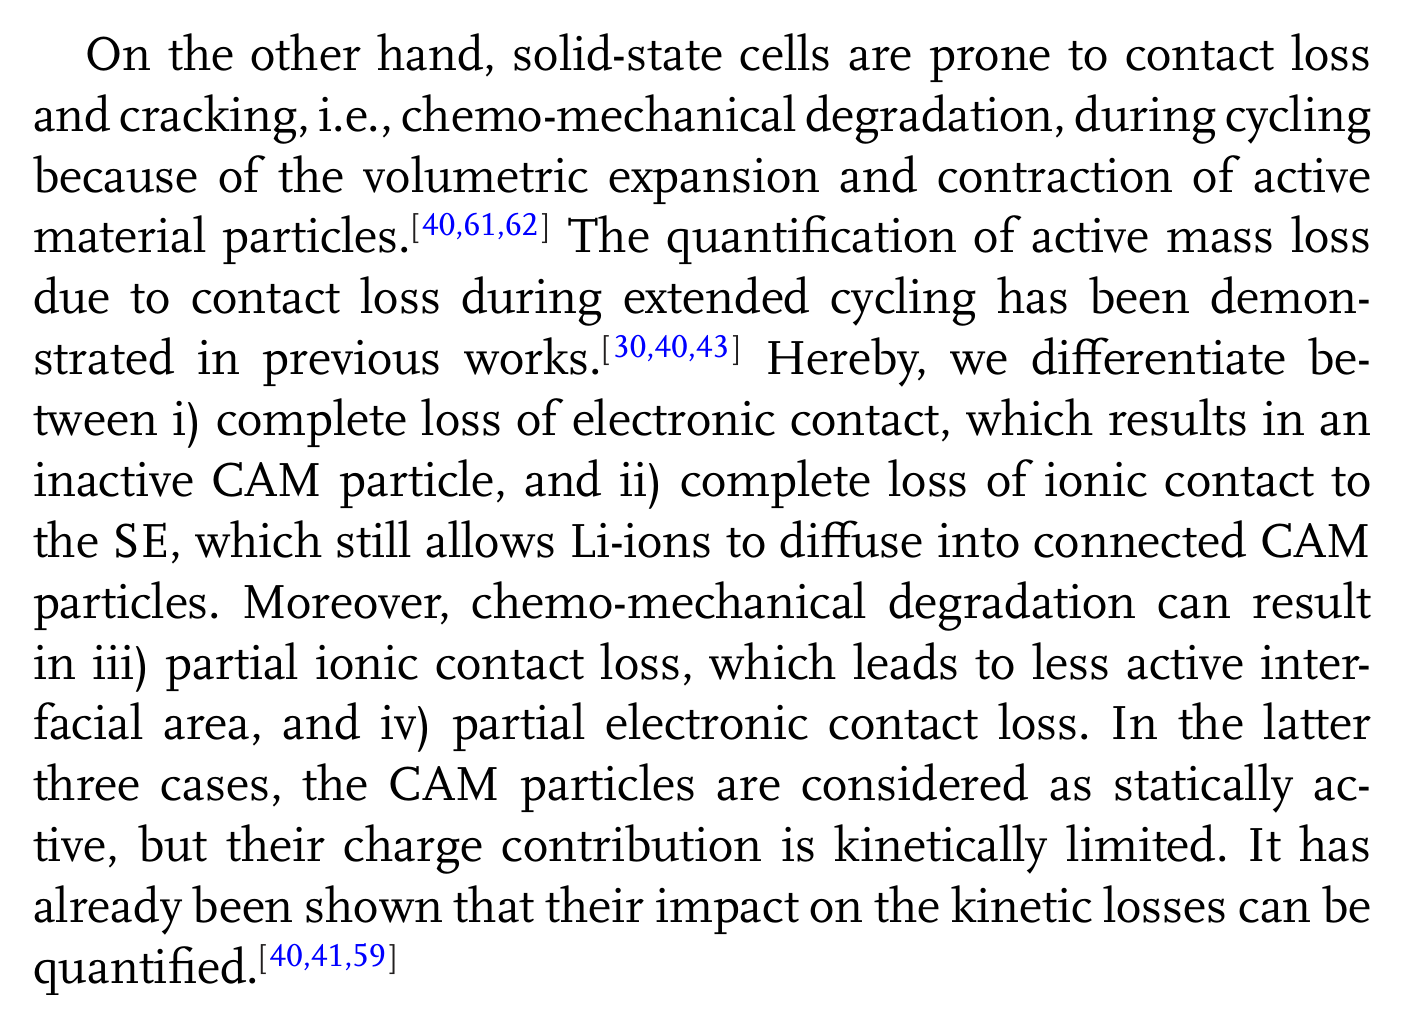 On the other hand, solid-state cells are prone to contact loss
and cracking, i.e., chemo-mechanical degradation, during cycling
because of the volumetric expansion and contraction of active
material particles.[40,61,62] The quantification of active mass loss
due to contact loss during extended cycling has been demon-
strated in previous works.[30,40,43] Hereby, we differentiate be-
tween i) complete loss of electronic contact, which results in an
inactive CAM particle, and ii) complete loss of ionic contact to
the SE, which still allows Li-ions to diffuse into connected CAM
particles. Moreover, chemo-mechanical degradation can result
in iii) partial ionic contact loss, which leads to less active inter-
facial area, and iv) partial electronic contact loss. In the latter
three cases, the CAM particles are considered as statically ac-
tive, but their charge contribution is kinetically limited. It has
already been shown that their impact on the kinetic losses can be
quantified.[40,41,59]